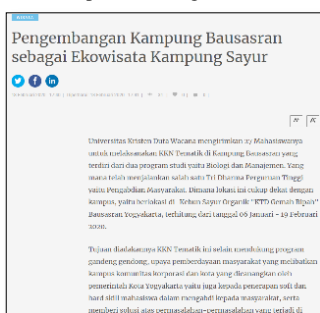 Pengembangan Kampung Bausasran
sebagai Ekowisata Kampung Sayur
Universitas Kristen Duta Wacana mengirimkan 27 Mahasiswanya
untuk melaksanakan KKN Tematik di Kampung Bausasran yang
terdiri dari dua program studi yaitu Biologi dan Manajemen. Yang
mana telah menjalankan salah satu Tri Dharma Perguruan Tinggi
yaitu Pengabdian Masyarakat. Dimana lokasi ini cukup dekat dengan
kampus, yaitu berlokasi di Kebun Sayur Organik "KTD Gemah Ripah"
Bausasran Yogyakarta, terhitung dari tanggal 06 Januari - 19 Februari
2020.
Tujuan diadakannya KKN Tematik ini selain mendukung program
gandeng gendong, upaya pemberdayaan masyarakat yang melibatkan
kampus komunitas korporasi dan kota yang dicanangkan oleh
pemerintah Kota Yogyakarta yaitu juga kepada penerapan soft dan
hard skill mahasiswa dalam mengabdi kepada masyarakat, serta
memberi solusi atas permasalahan-permasalahan yang terjadi di